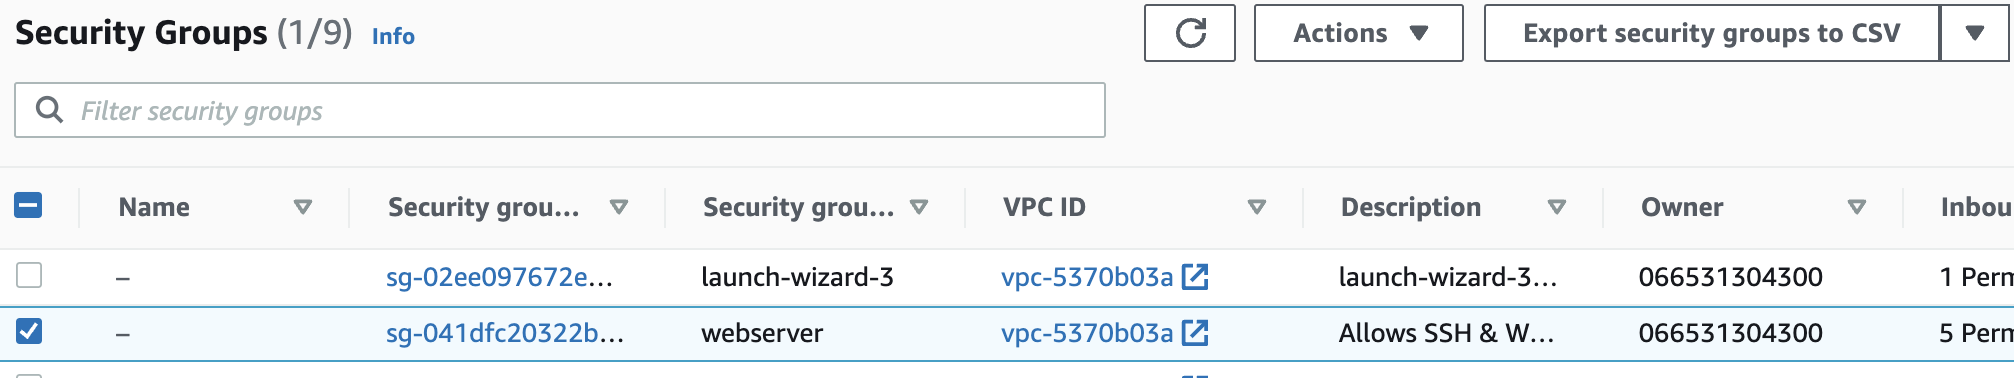 Security Groups (1/9) Info Actions Export security groups to CSV
Filter security groups
Name Security grou... Security grou... VPC ID Description Owner Inbou
– sg-02ee097672e... launch-wizard-3 vpc-5370b03a launch-wizard-3... 066531304300 1 Perm
– sg-041dfc20322b... webserver vpc-5370b03a Allows SSH & W... 066531304300 5 Perm